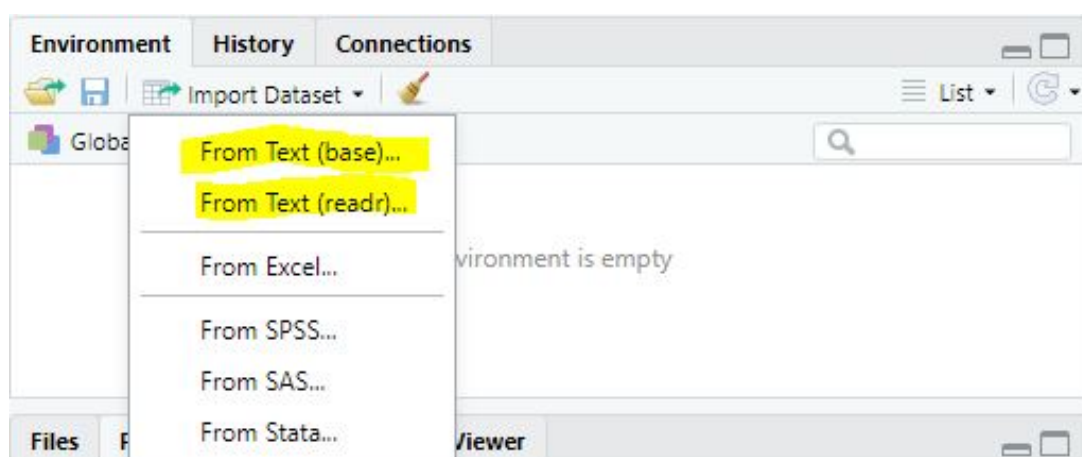 Environment History Connections
Import Dataset List
Globa
From Text (base)...
From Text (readr)...
vironment is empty
From Excel...
From SPSS...
From SAS...
From Stata...
Files Viewer